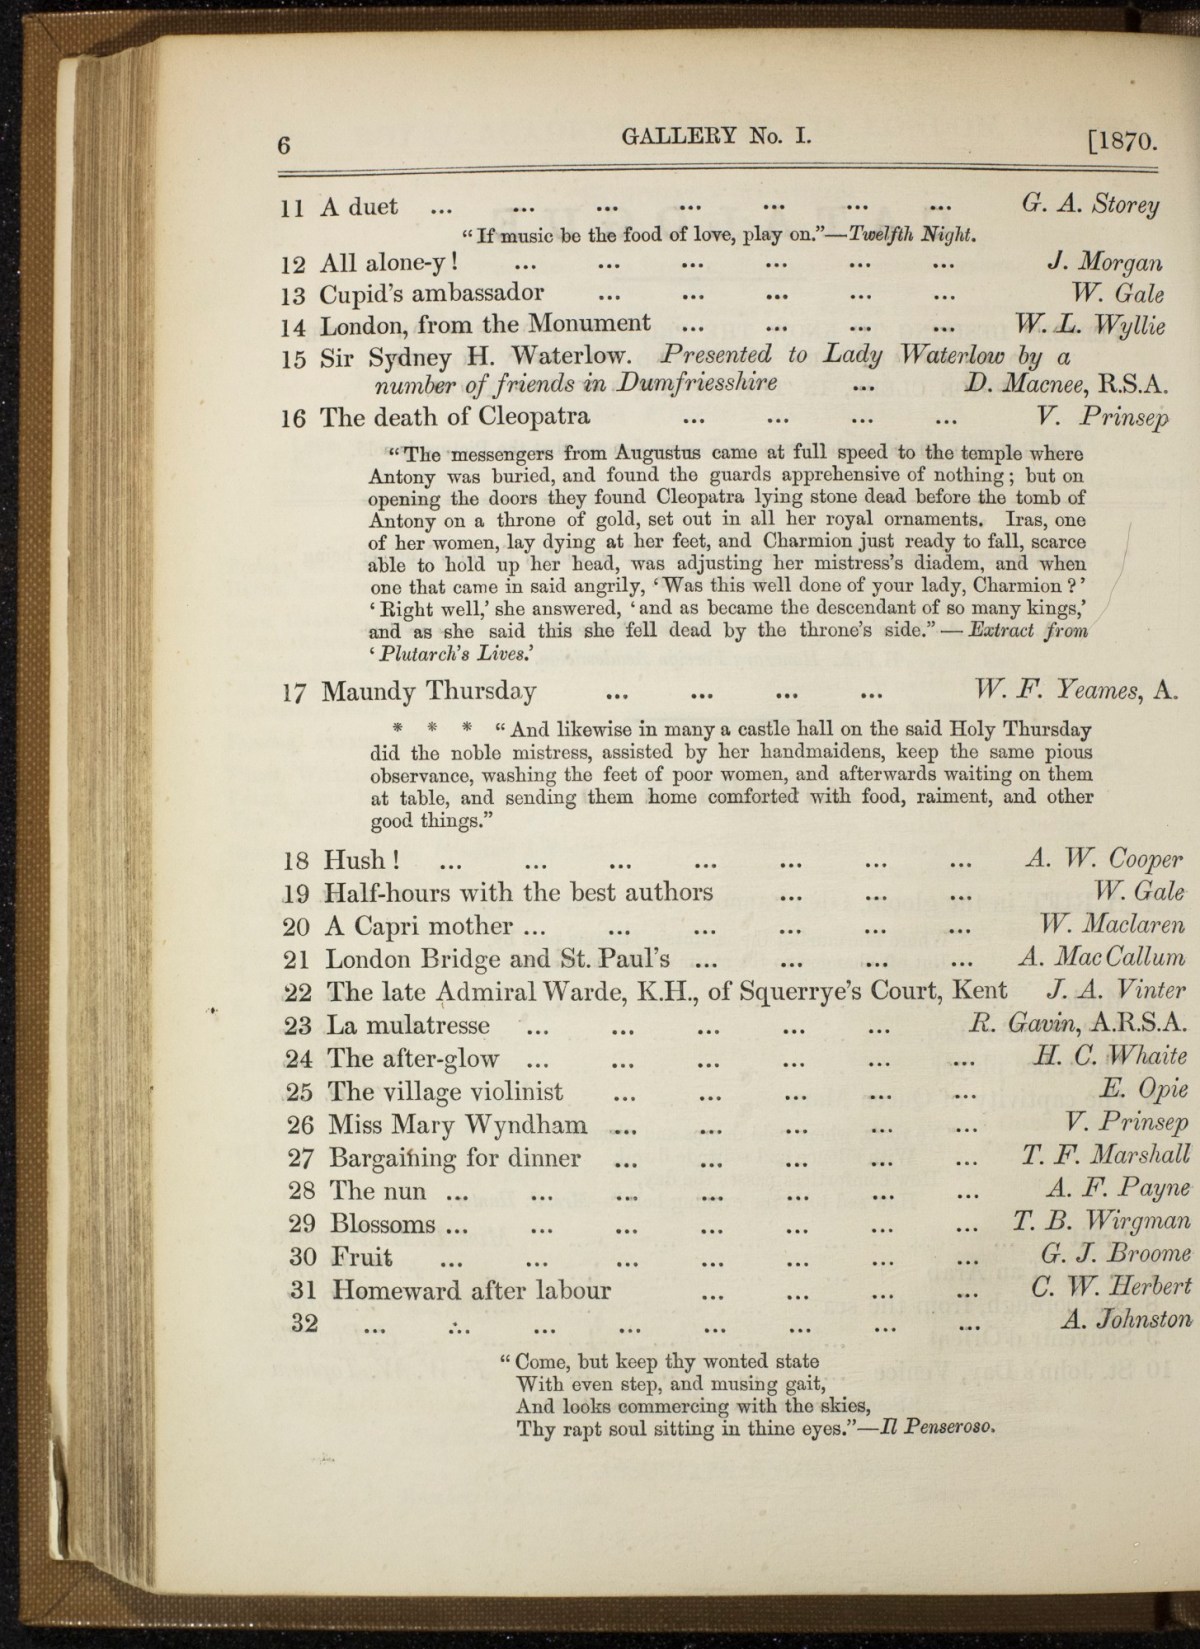 6 GALLERY No. I. [1870.
11 A duet ... ... ... ... ... ... ... G. A. Storey
"If music be the food of love, play on."—Twelfth Night.
12 All alone-y! ... ... ... ... ... ... J. Morgan
13 Cupid's ambassador ... ... ... ... ... W. Gale
14 London, from the Monument ... ... ... ... W. L. Wyllie
15 Sir Sydney H. Waterlow. Presented to Lady Waterlow by a
number of friends in Dumfriesshire ... D. Macnee, R.S.A.
16 The death of Cleopatra ... ... ... ... V. Prinsep
"The messengers from Augustus came at full speed to the temple where
Antony was buried, and found the guards apprehensive of nothing; but on
opening the doors they found Cleopatra lying stone dead before the tomb of
Antony on a throne of gold, set out in all her royal ornaments. Iras, one
of her women, lay dying at her feet, and Charmion just ready to fall, scarce
able to hold up her head, was adjusting her mistress's diadem, and when
one that came in said angrily, 'Was this well done of your lady, Charmion?'
'Right well,' she answered, 'and as became the descendant of so many kings,'
and as she said this she fell dead by the throne's side."—Extract from
'Plutarch's Lives.'
17 Maundy Thursday ... ... ... ... W. F. Yeames, A.
* * * "And likewise in many a castle hall on the said Holy Thursday
did the noble mistress, assisted by her handmaidens, keep the same pious
observance, washing the feet of poor women, and afterwards waiting on them
at table, and sending them home comforted with food, raiment, and other
good things."
18 Hush! ... ... ... ... ... ... ... A. W. Cooper
19 Half-hours with the best authors ... ... ... W. Gale
20 A Capri mother ... ... ... ... ... ... W. Maclaren
21 London Bridge and St. Paul's ... ... ... ... A. MacCallum
22 The late Admiral Warde, K.H., of Squerrye's Court, Kent J. A. Vinter
23 La mulatresse ... ... ... ... ... R. Gavin, A.R.S.A.
24 The after-glow ... ... ... ... ... ... H. C. Whaite
25 The village violinist ... ... ... ... ... E. Opie
26 Miss Mary Wyndham ... ... ... ... ... V. Prinsep
27 Bargaining for dinner ... ... ... ... ... T. F. Marshall
28 The nun ... ... ... ... ... ... ... A. F. Payne
29 Blossoms ... ... ... ... ... ... ... T. B. Wirgman
30 Fruit ... ... ... ... ... ... ... G. J. Broome
31 Homeward after labour ... ... ... ... C. W. Herbert
32 ... ... ... ... ... ... ... ... A. Johnston
"Come, but keep thy wonted state
With even step, and musing gait,
And looks commercing with the skies,
Thy rapt soul sitting in thine eyes."—Il Penseroso.